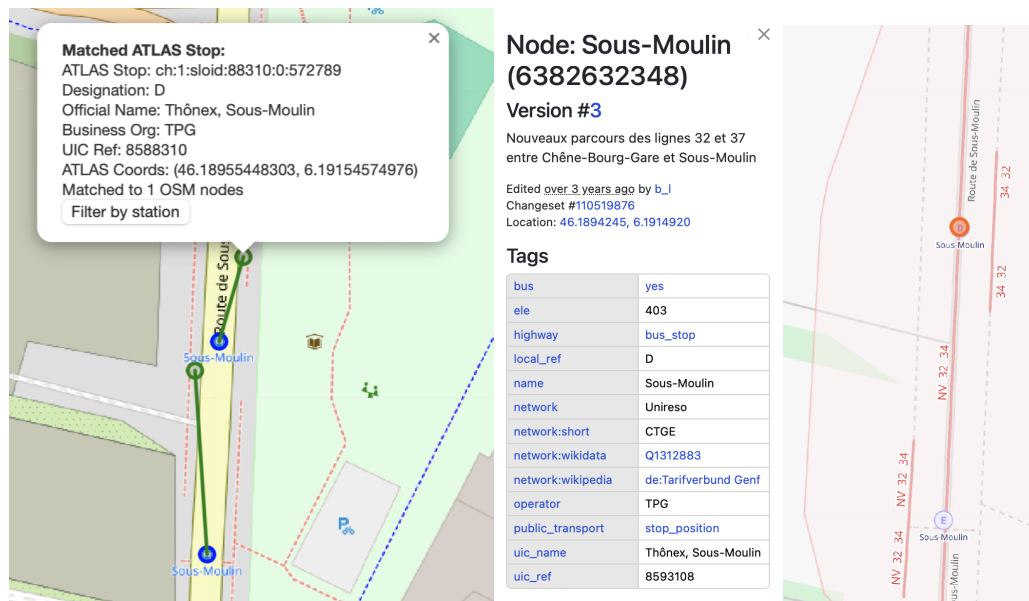 Matched ATLAS Stop:
ATLAS Stop: ch:1:sloid:88310:0:572789
Designation: D
Official Name: Thônex, Sous-Moulin
Business Org: TPG
UIC Ref: 8588310
ATLAS Coords: (46.18955448303, 6.19154574976)
Matched to 1 OSM nodes
Filter by station
Route de Sous
Sous-Moulin
Sous-Moulin
Node: Sous-Moulin
(6382632348)
Version #3
Nouveaux parcours des lignes 32 et 37
entre Chêne-Bourg-Gare et Sous-Moulin
Edited over 3 years ago by b_l
Changeset #110519876
Location: 46.1894245, 6.1914920
Tags
bus yes
ele 403
highway bus_stop
local_ref D
name Sous-Moulin
network Unireso
network:short CTGE
network:wikidata Q1312883
network:wikipedia de:Tarifverbund Genf
operator TPG
public_transport stop_position
uic_name Thônex, Sous-Moulin
uic_ref 8593108
Route de Sous-Moulin
34 32
D
Sous-Moulin
34 32
NV 32 34
NV 32 34
E
Sous-Moulin
NV 32 34
us-Moulin